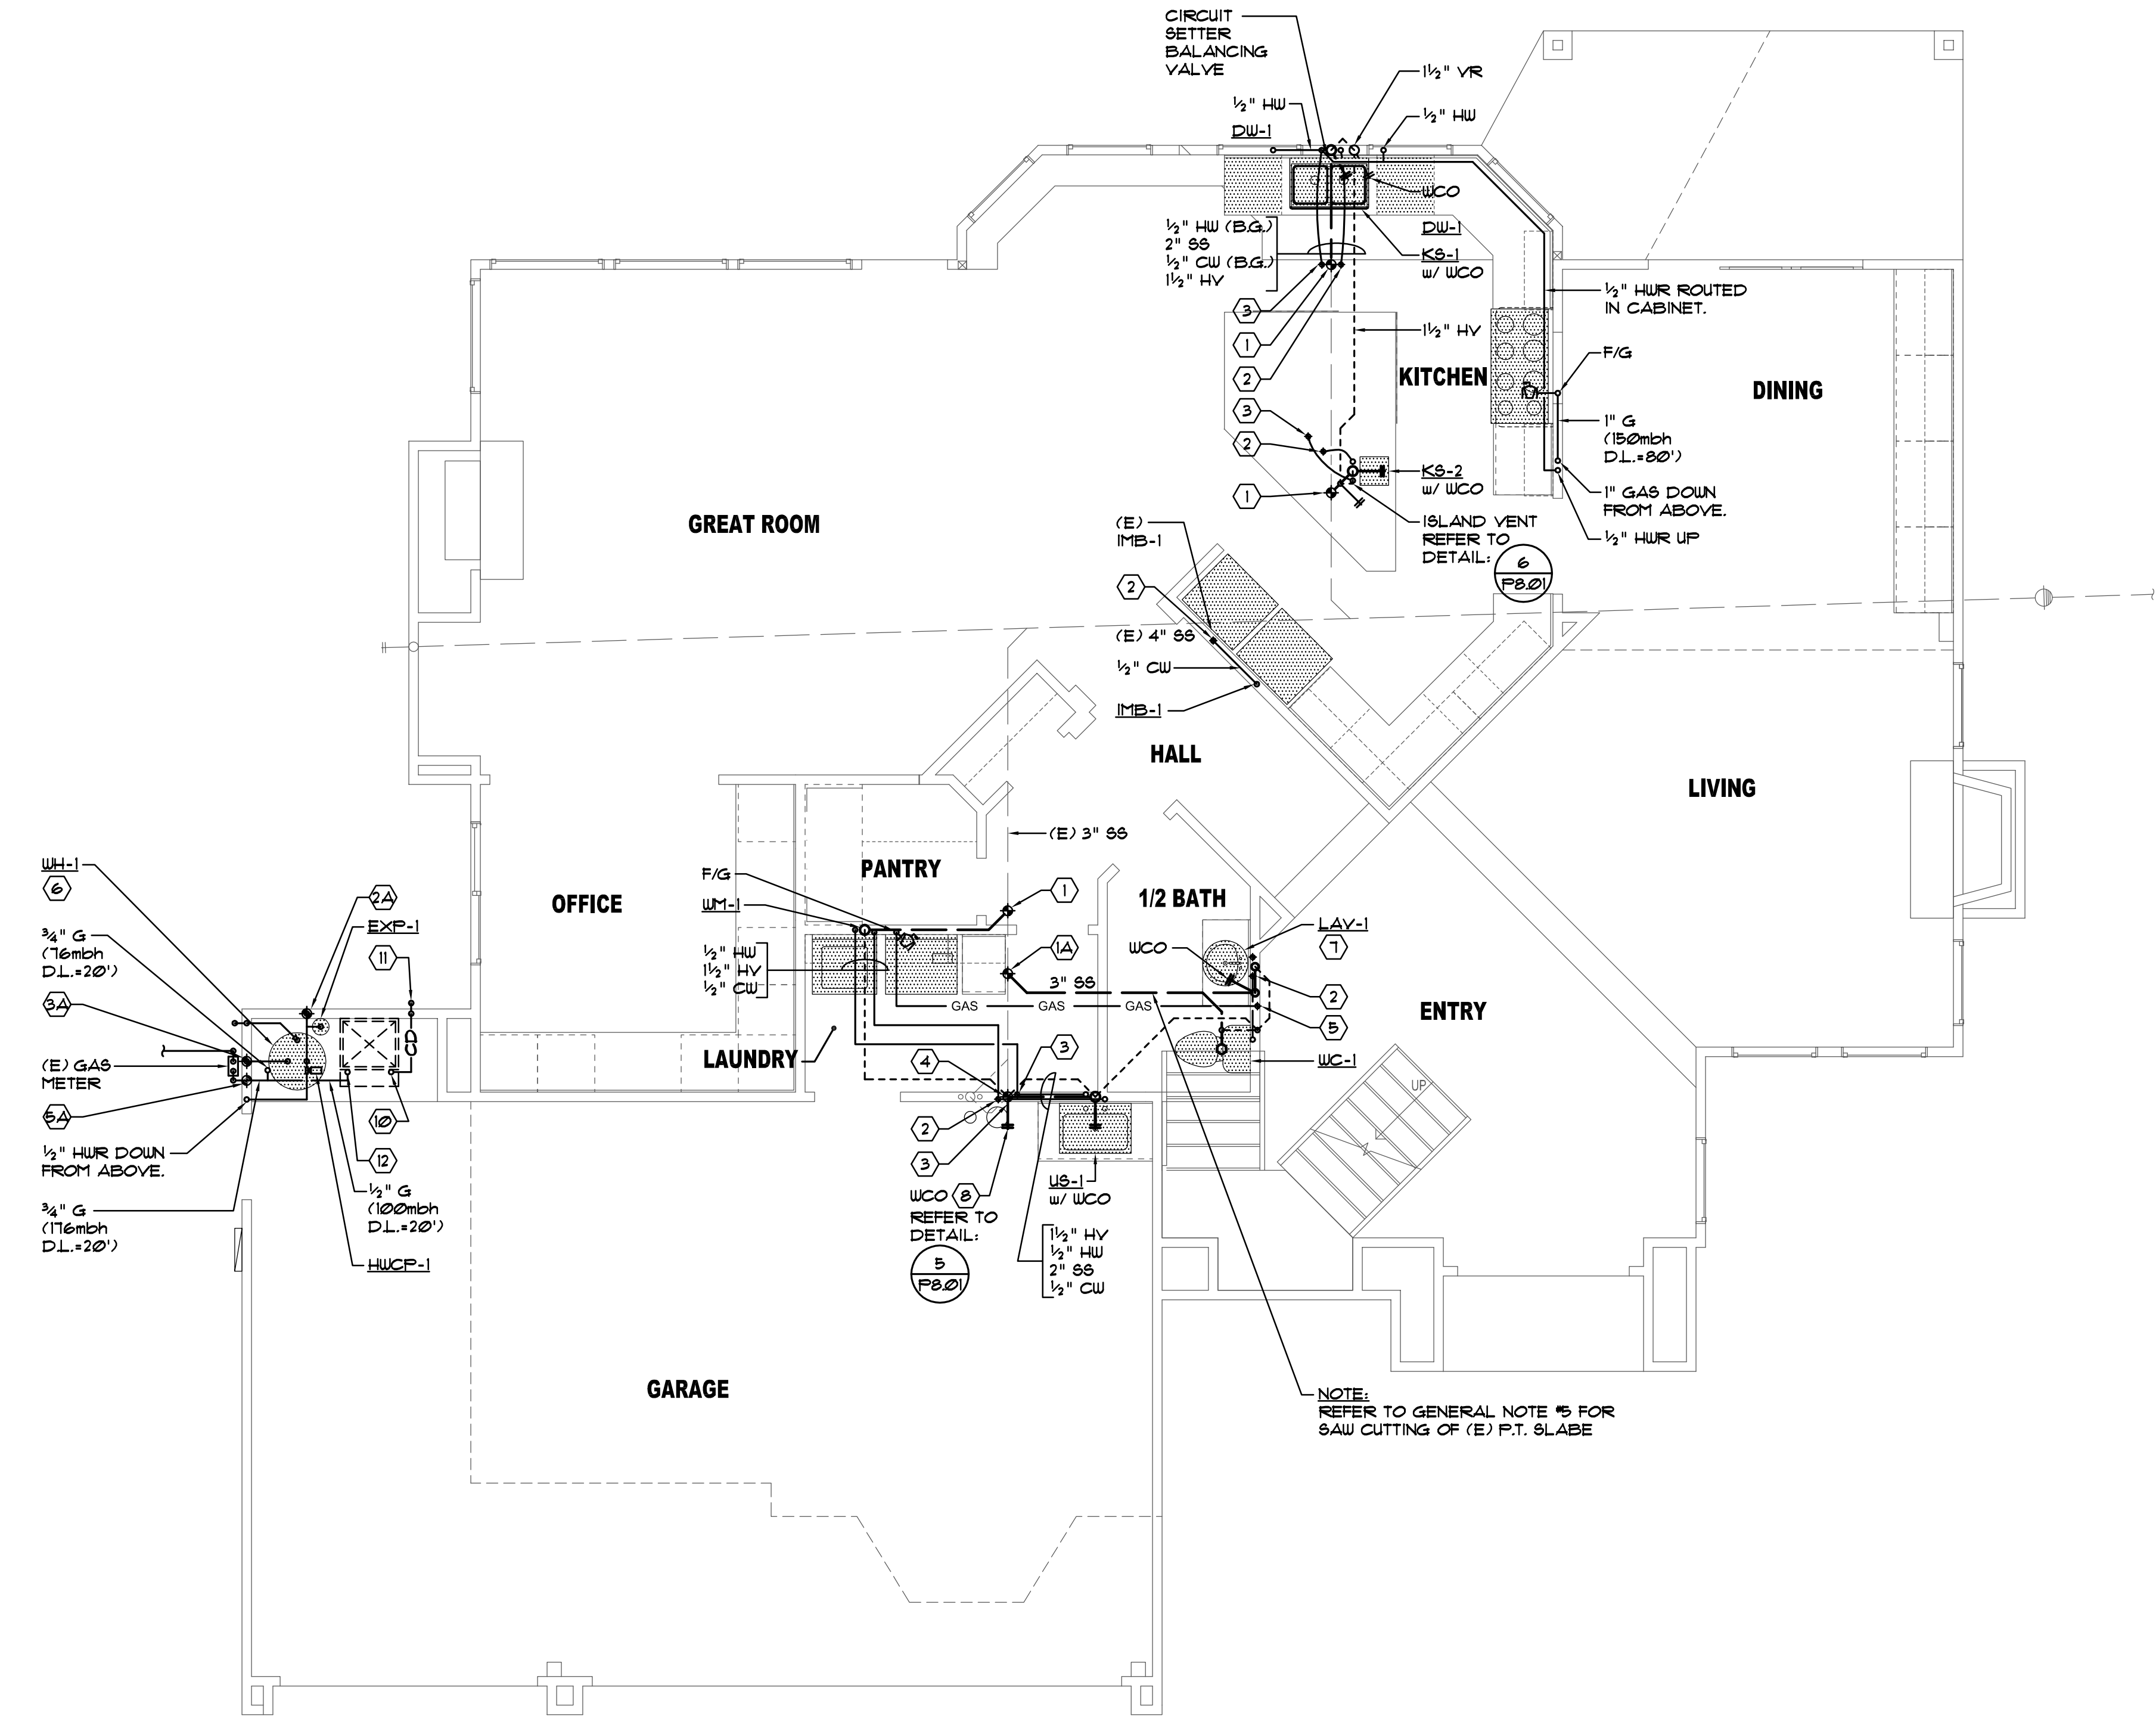 CIRCUIT
SETTER
BALANCING
VALVE
1½" VR
½" HW
½" HW
DW-1
WCO
½" HW (B.G.)
2" SS
½" CW (B.G.)
1½" HV
DW-1
KS-1
w/ WCO
½" HWR ROUTED
IN CABINET.
3
1½" HV
1
F/G
2
KITCHEN
DINING
3
1" G
(150mbh
D.L.=80')
2
KS-2
w/ WCO
1
1" GAS DOWN
FROM ABOVE.
GREAT ROOM
(E)
IMB-1
ISLAND VENT
REFER TO
DETAIL:
½" HWR UP
6
P8.01
2
(E) 4" SS
½" CW
IMB-1
HALL
LIVING
(E) 3" SS
WH-1
6
PANTRY
F/G
1
2A
OFFICE
WM-1
1/2 BATH
EXP-1
LAV-1
7
¾" G
(76mbh
D.L.=20')
11
½" HW
1½" HV
½" CW
1A
WCO
3" SS
2
3A
GAS
GAS
GAS
ENTRY
5
CD
LAUNDRY
4
3
WC-1
(E) GAS
METER
UP
5A
10
2
½" HWR DOWN
FROM ABOVE.
12
3
US-1
w/ WCO
½" G
(100mbh
D.L.=20')
WCO 8
REFER TO
DETAIL:
5
P8.01
¾" G
(176mbh
D.L.=20')
1½" HV
½" HW
2" SS
½" CW
HWCP-1
GARAGE
NOTE:
REFER TO GENERAL NOTE #5 FOR
SAW CUTTING OF (E) P.T. SLABE